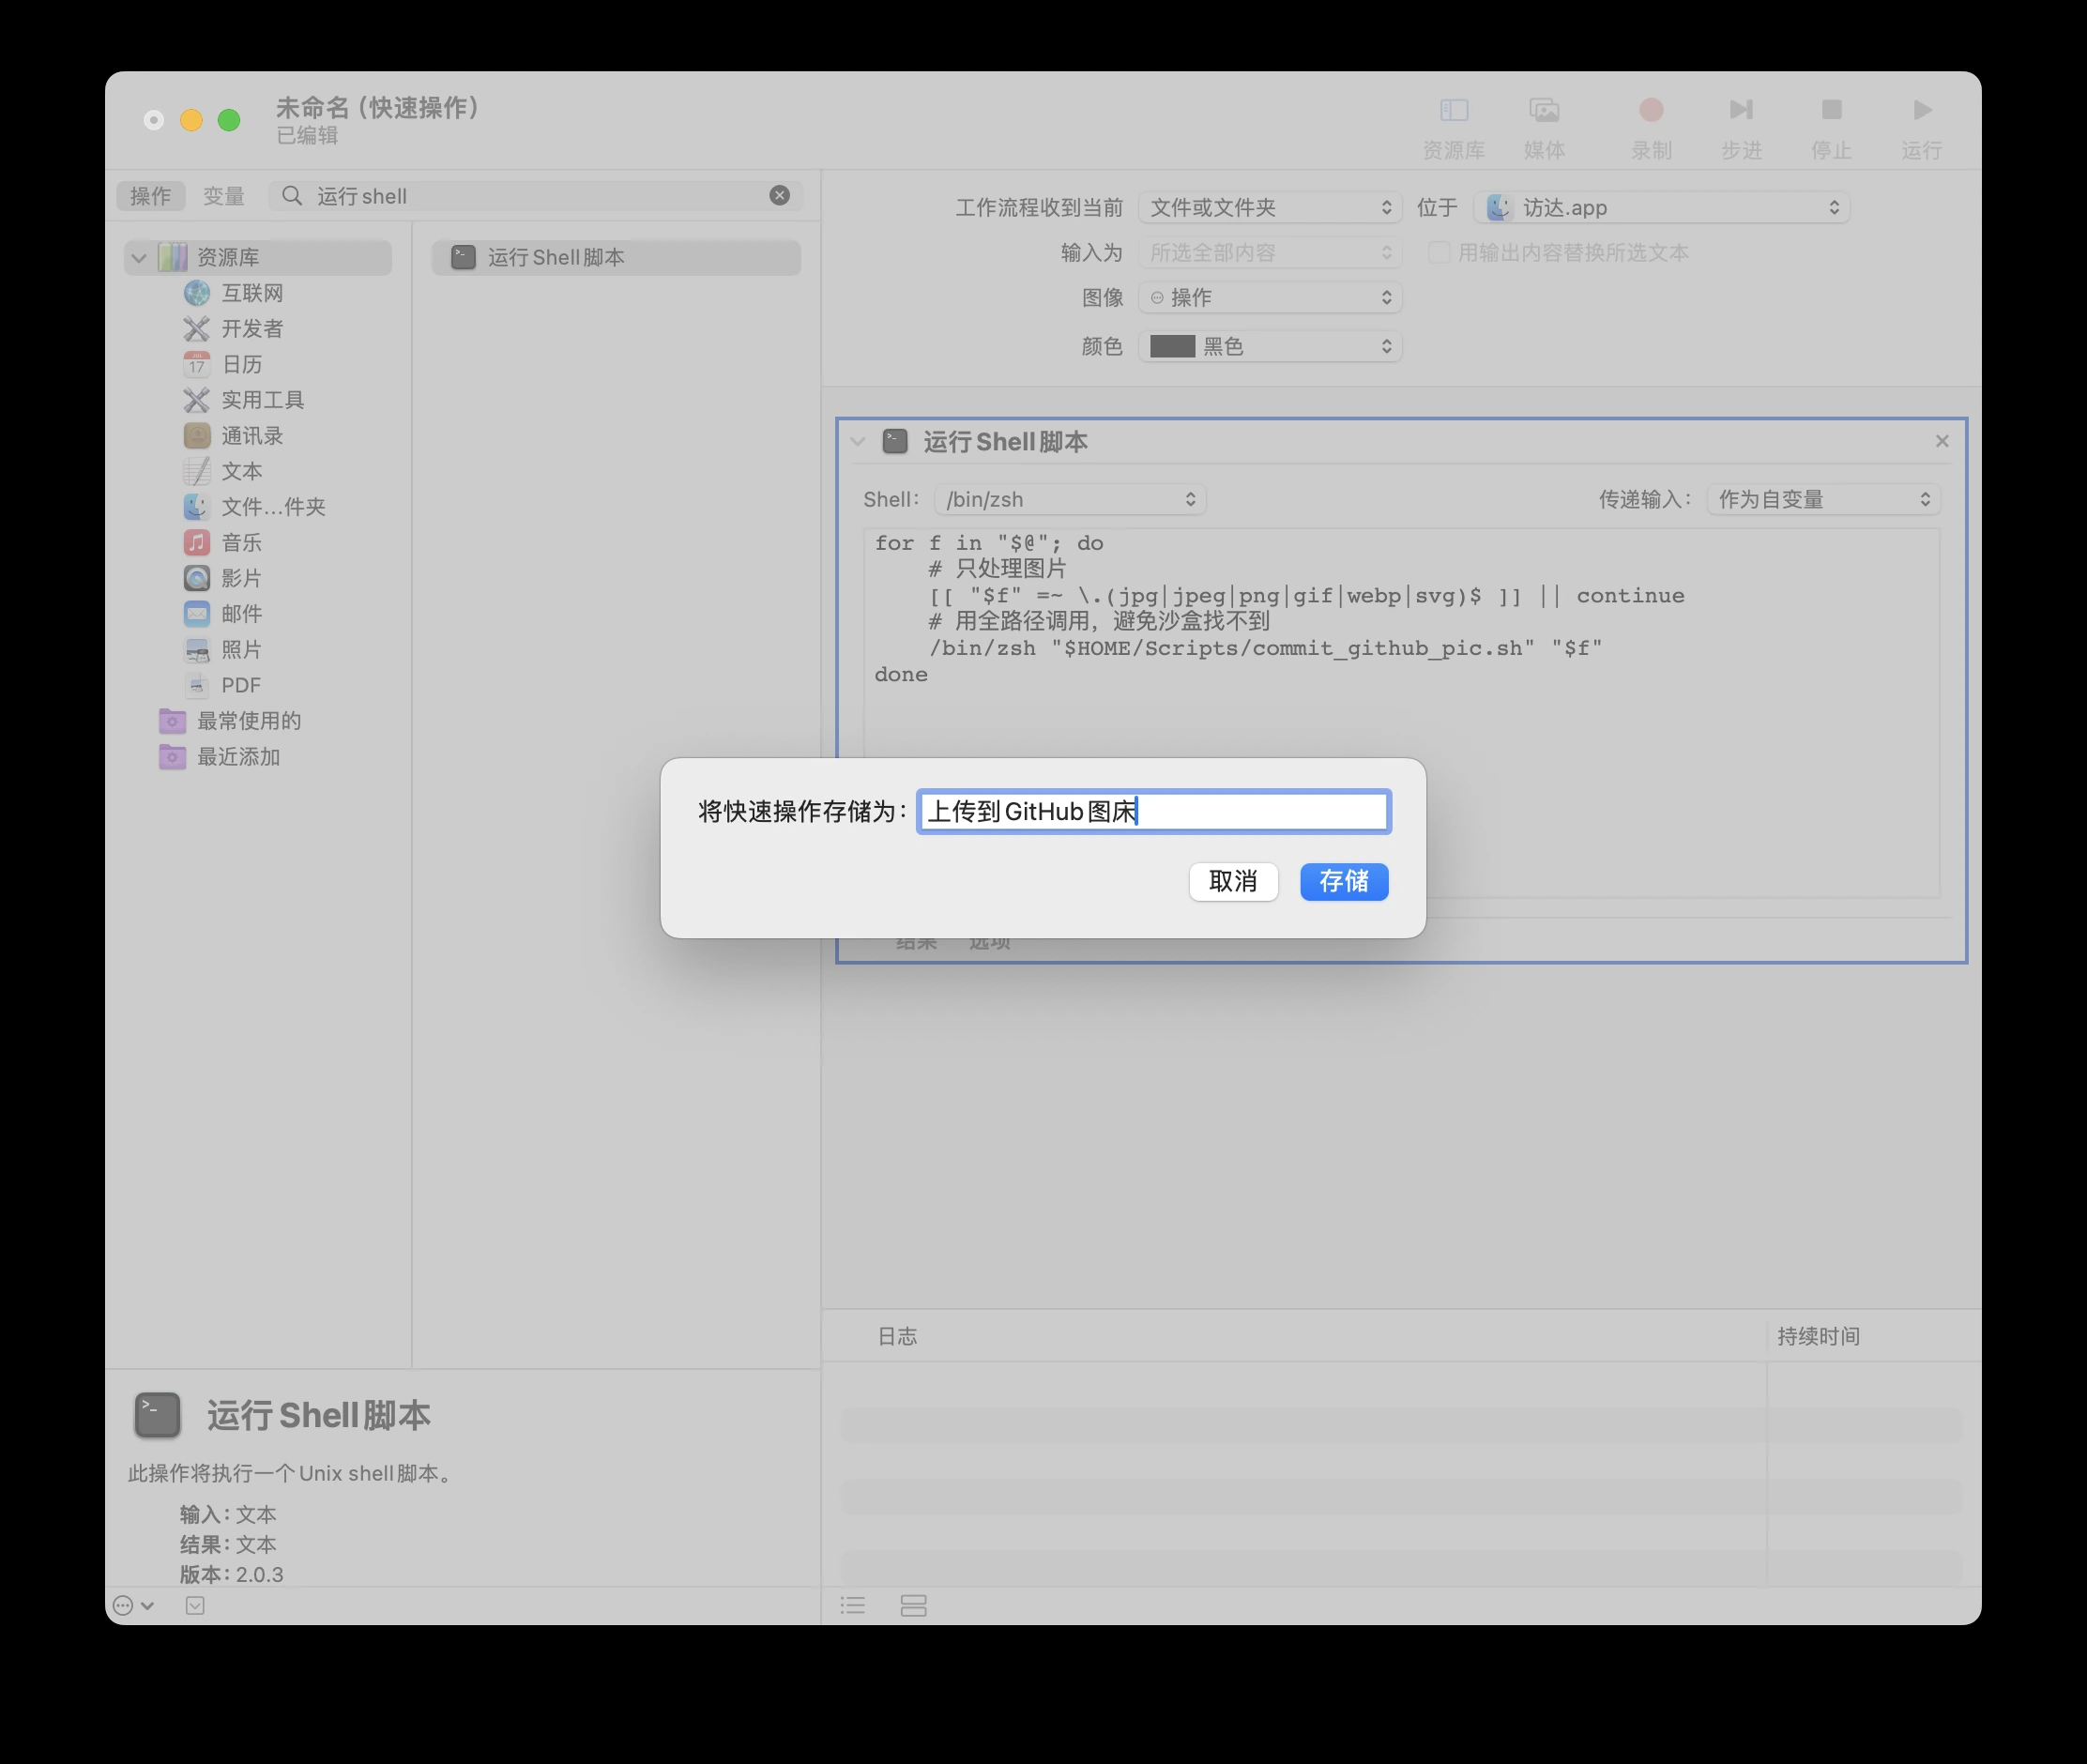 未命名（快速操作）
已编辑
资源库
媒体
录制
步进
停止
运行
操作
变量
运行 shell
资源库
互联网
开发者
日历
实用工具
通讯录
文本
文件...件夹
音乐
影片
邮件
照片
PDF
最常使用的
最近添加
运行 Shell 脚本
工作流程收到当前 文件或文件夹 位于 访达.app
输入为 所选全部内容 用输出内容替换所选文本
图像 操作
颜色 黑色
运行 Shell 脚本
Shell： /bin/zsh 传递输入： 作为自变量
for f in "$@"; do
# 只处理图片
[[ "$f" =~ \.(jpg|jpeg|png|gif|webp|svg)$ ]] || continue
# 用全路径调用，避免沙盒找不到
/bin/zsh "$HOME/Scripts/commit_github_pic.sh" "$f"
done
将快速操作存储为： 上传到 GitHub 图床
取消 存储
结果 选项
日志 持续时间
运行 Shell 脚本
此操作将执行一个 Unix shell 脚本。
输入： 文本
结果： 文本
版本： 2.0.3